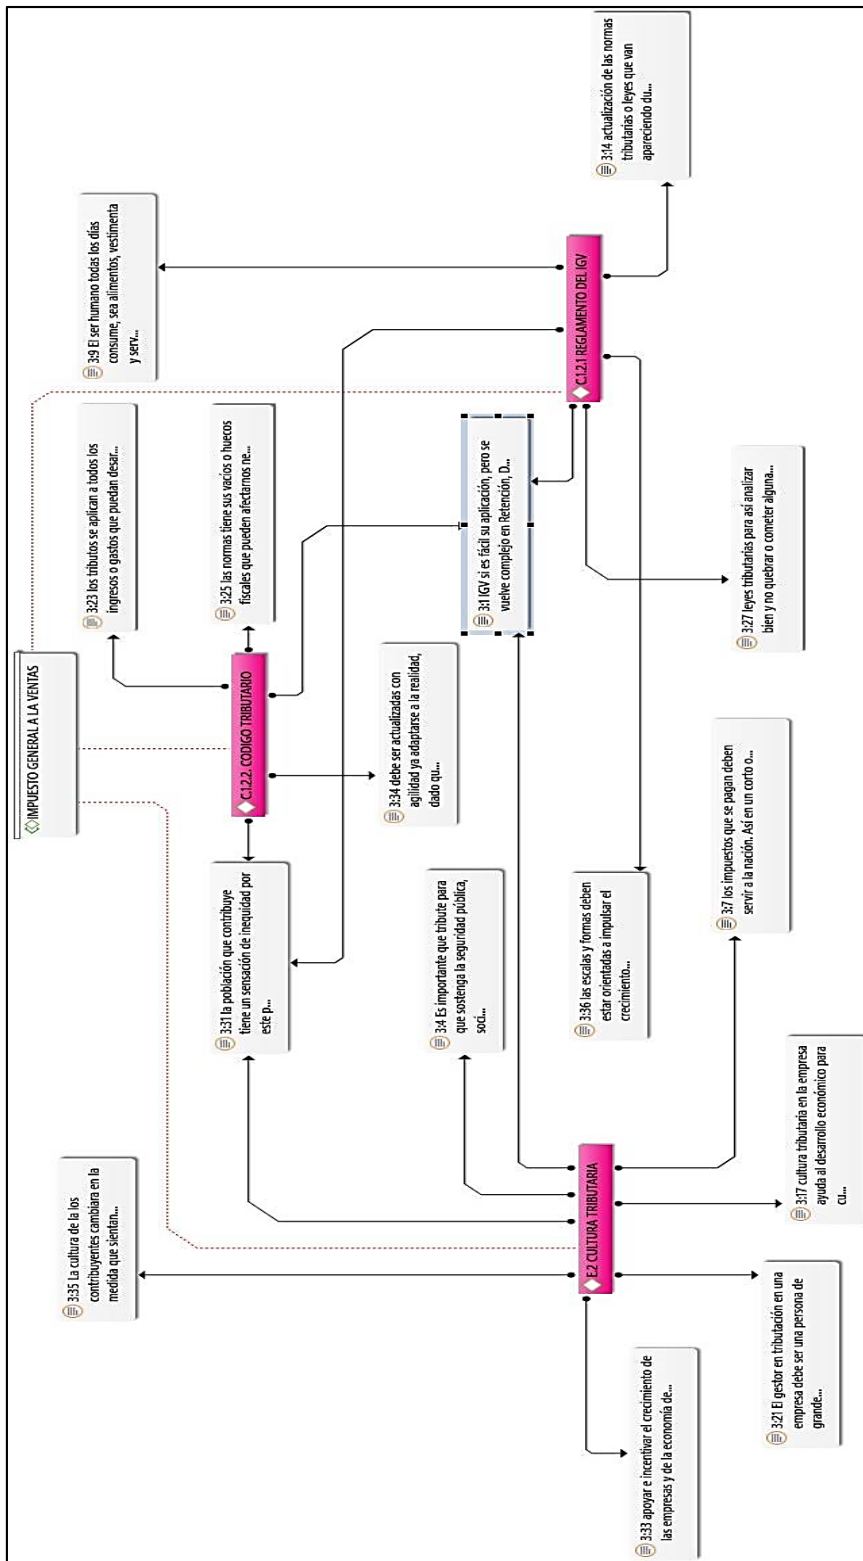 IMPUESTO GENERAL A LA VENTAS
3:35 La cultura de la los
contribuyentes cambiara en la
medida que sientan...
3:23 los tributos se aplican a todos los
ingresos o gastos que puedan desar...
3:9 El ser humano todas los días
consume, sea alimentos, vestimenta
y serv...
3:31 la población que contribuye
tiene un sensación de inequidad por
este p...
C.1.2.2. CODIGO TRIBUTARIO
3:25 las normas tiene sus vacíos o huecos
fiscales que pueden afectarnos ne...
3:34 debe ser actualizadas con
agilidad ya adaptarse a la realidad,
dado qu...
3:4 Es importante que tribute para
que sostenga la seguridad pública,
soci...
3:1 IGV si es fácil su aplicación, pero se
vuelve complejo en Retención, D...
E.2 CULTURA TRIBUTARIA
3:36 las escalas y formas deben
estar orientadas a impulsar el
crecimiento...
C.1.2.1 REGLAMENTO DEL IGV
3:14 actualización de las normas
tributarias o leyes que van
apareciendo du...
3:33 apoyar e incentivar el crecimiento de
las empresas y de la economía de...
3:7 los impuestos que se pagan deben
servir a la nación. Así en un corto o...
3:27 leyes tributarias para así analizar
bien y no quebrar o cometer alguna...
3:21 El gestor en tributación en una
empresa debe ser una persona de
grande...
3:17 cultura tributaria en la empresa
ayuda al desarrollo económico para
cu...